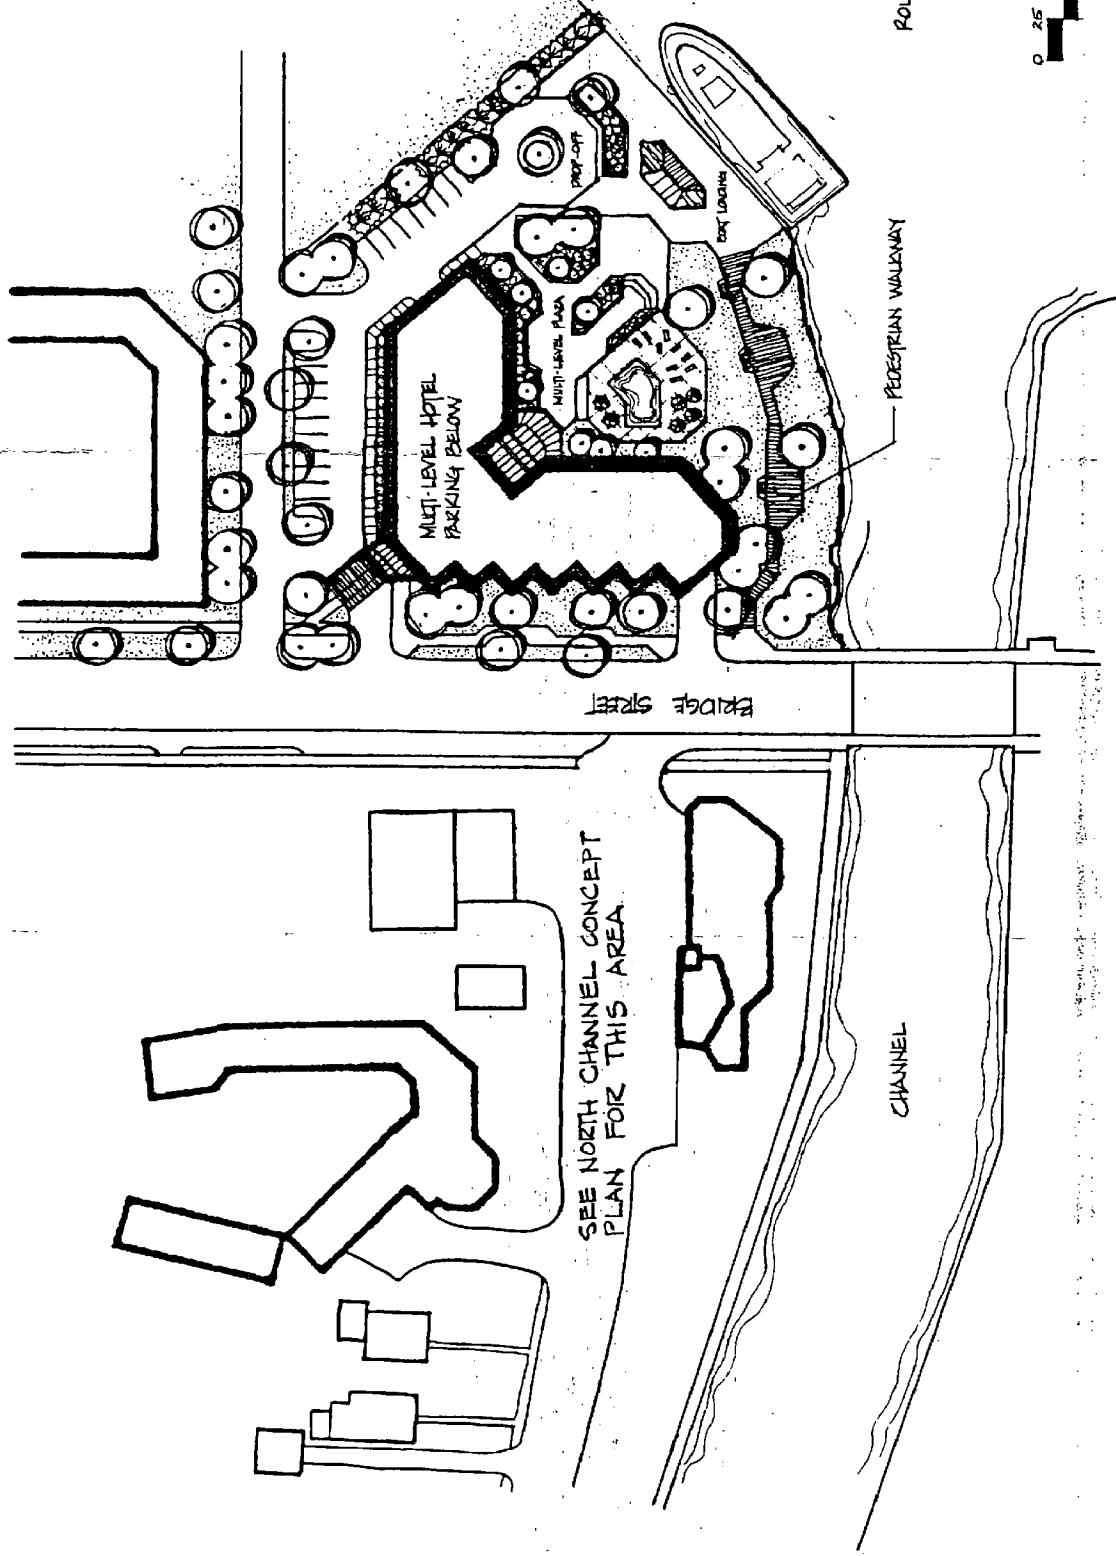 ROU
0 25
DROP-OFF
BOAT LOADING
MULTI-LEVEL PLAZA
PEDESTRIAN WALKWAY
MULTI-LEVEL HOTEL
PARKING BELOW
BRIDGE STREET
SEE NORTH CHANNEL CONCEPT
PLAN FOR THIS AREA
CHANNEL